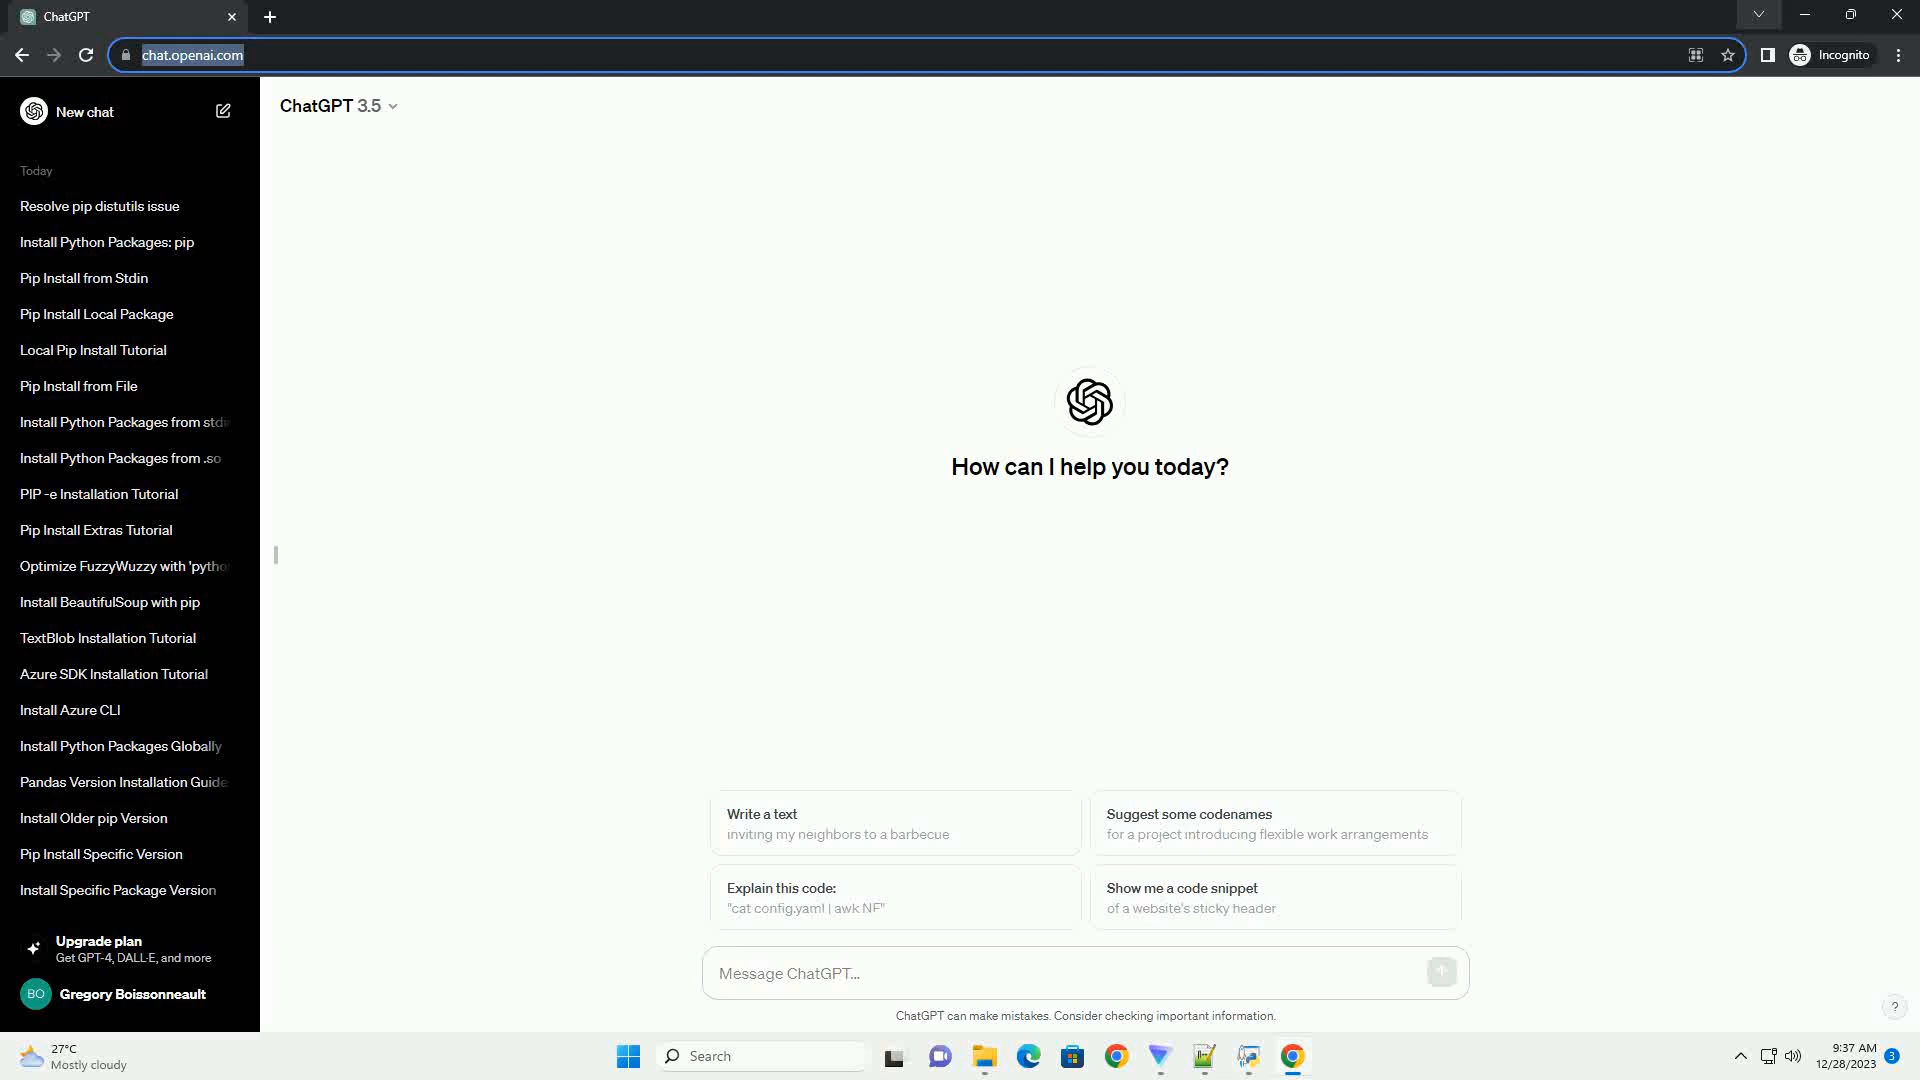 ChatGPT
chat.openai.com
Incognito
New chat
ChatGPT 3.5
Today
Resolve pip distutils issue
Install Python Packages: pip
Pip Install from Stdin
Pip Install Local Package
Local Pip Install Tutorial
Pip Install from File
Install Python Packages from stdi
Install Python Packages from .so
PIP -e Installation Tutorial
Pip Install Extras Tutorial
Optimize FuzzyWuzzy with 'pytho
Install BeautifulSoup with pip
TextBlob Installation Tutorial
Azure SDK Installation Tutorial
Install Azure CLI
Install Python Packages Globally
Pandas Version Installation Guide
Install Older pip Version
Pip Install Specific Version
Install Specific Package Version
Upgrade plan
Get GPT-4, DALL·E, and more
BO
Gregory Boissonneault
How can I help you today?
Write a text
inviting my neighbors to a barbecue
Suggest some codenames
for a project introducing flexible work arrangements
Explain this code:
"cat config.yaml | awk NF"
Show me a code snippet
of a website's sticky header
Message ChatGPT...
ChatGPT can make mistakes. Consider checking important information.
?
27°C
Mostly cloudy
Search
9:37 AM
12/28/2023
3